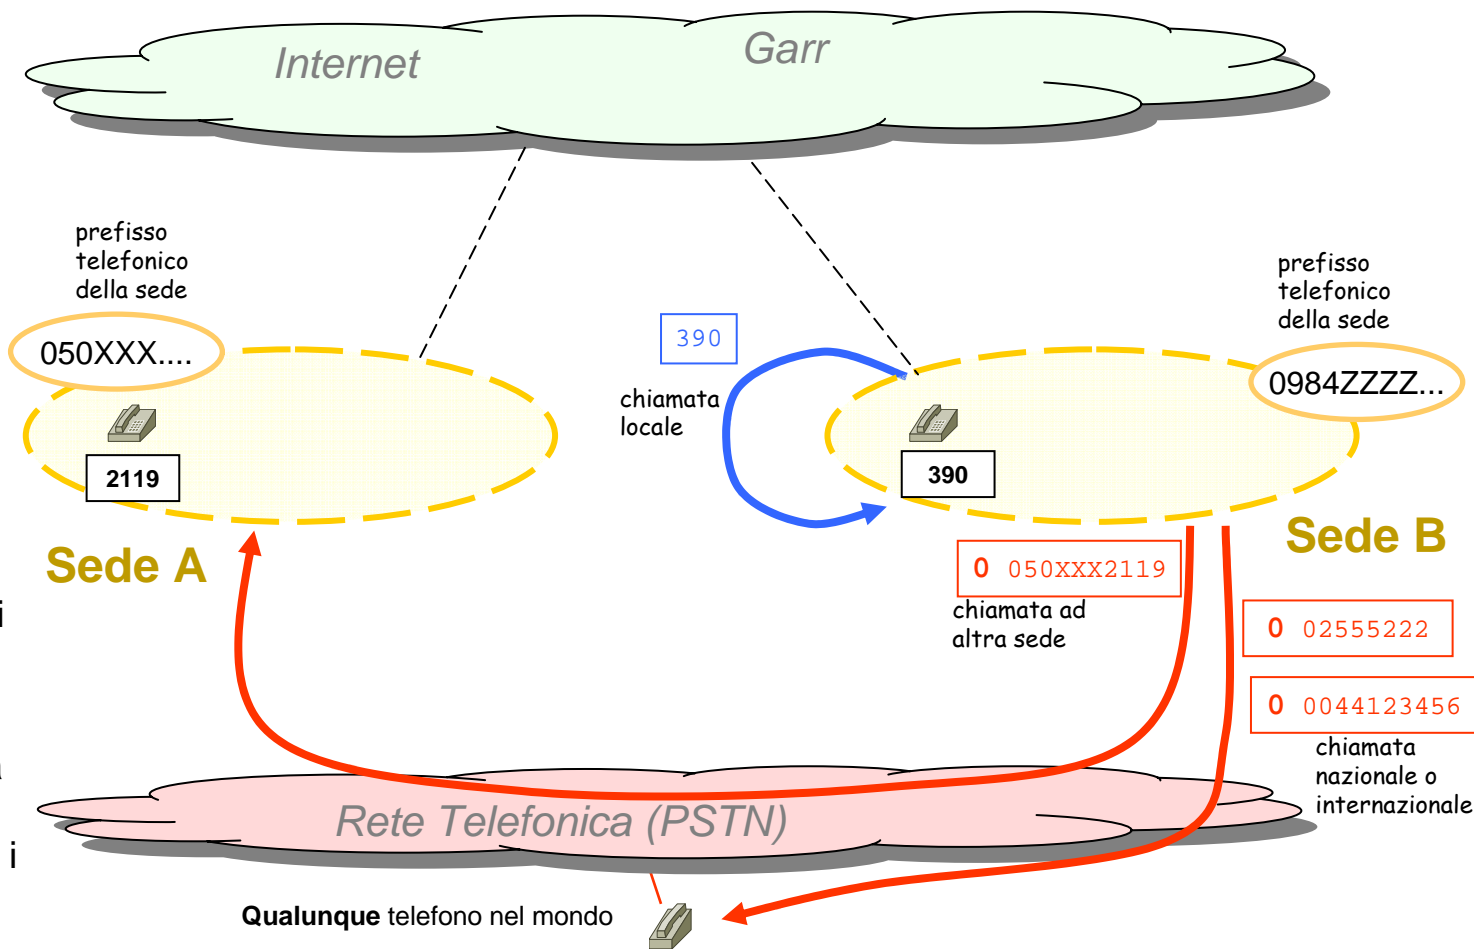 Internet
Garr
prefisso
telefonico
della sede
050XXX....
2119
Sede A
390
chiamata
locale
prefisso
telefonico
della sede
0984ZZZZ...
390
Sede B
0 050XXX2119
chiamata ad
altra sede
0 02555222
0 0044123456
chiamata
nazionale o
internazionale
i
a
i
Rete Telefonica (PSTN)
Qualunque telefono nel mondo